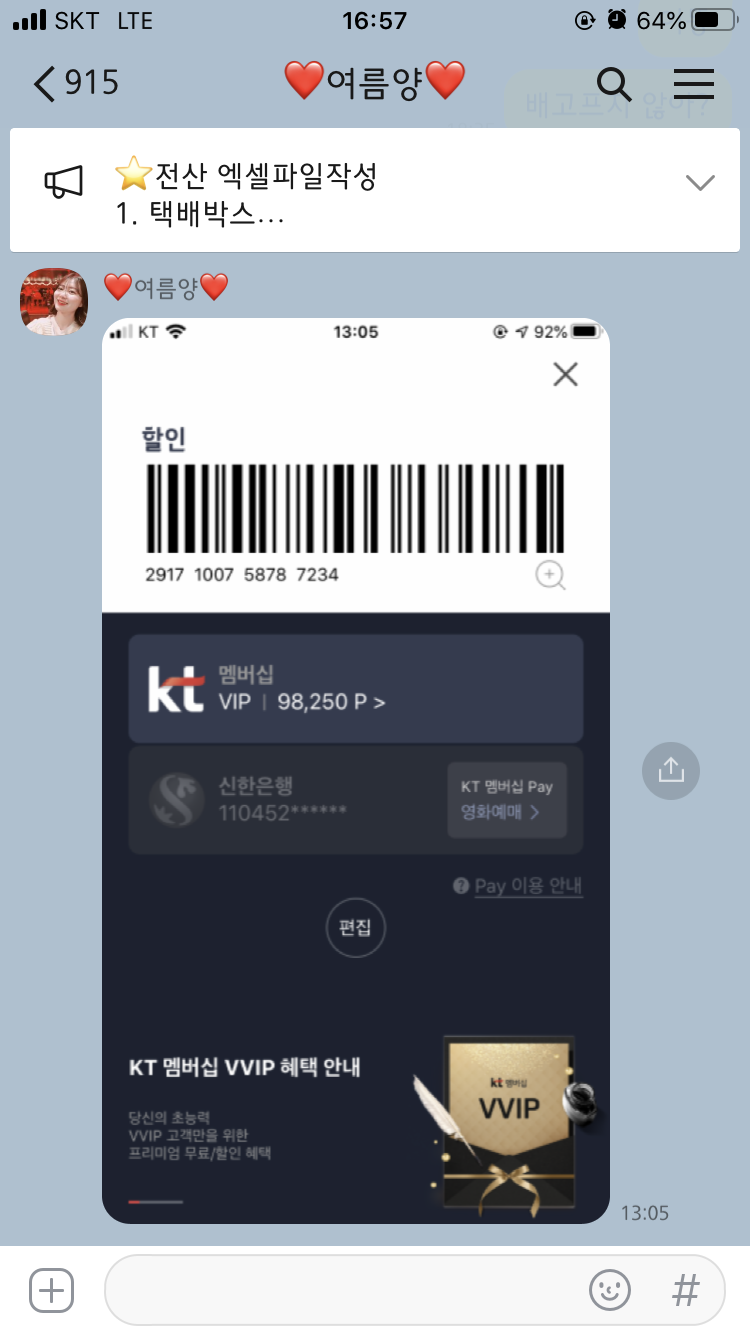 SKT LTE 16:57 64%
915 ❤️여름양❤️
배고프지 않아?
⭐전산 엑셀파일작성
1. 택배박스...
❤️여름양❤️
KT 13:05 92%
할인
2917 1007 5878 7234
kt 멤버십
VIP | 98,250 P >
신한은행
110452******
KT 멤버십 Pay
영화예매 >
? Pay 이용 안내
편집
KT 멤버십 VVIP 혜택 안내
당신의 초능력
VVIP 고객만을 위한
프리미엄 무료/할인 혜택
kt 멤버십
VVIP
13:05
#